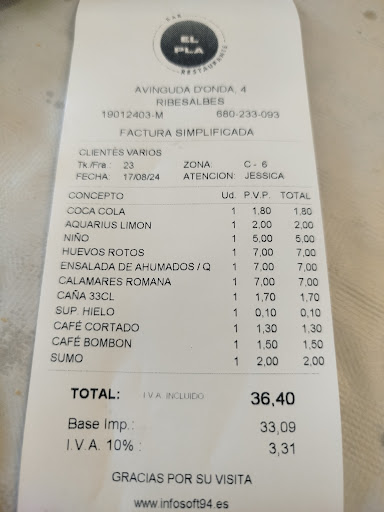 BAR
EL
PLA
RESTAURANTE
AVINGUDA D'ONDA, 4
RIBESALBES
19012403-M 680-233-093
FACTURA SIMPLIFICADA
CLIENTES VARIOS
Tk./Fra.: 23 ZONA: C - 6
FECHA: 17/08/24 ATENCION: JESSICA
CONCEPTO Ud. P.V.P. TOTAL
COCA COLA 1 1,80 1,80
AQUARIUS LIMON 1 2,00 2,00
NIÑO 1 5,00 5,00
HUEVOS ROTOS 1 7,00 7,00
ENSALADA DE AHUMADOS / Q 1 7,00 7,00
CALAMARES ROMANA 1 7,00 7,00
CAÑA 33CL 1 1,70 1,70
SUP. HIELO 1 0,10 0,10
CAFÉ CORTADO 1 1,30 1,30
CAFÉ BOMBON 1 1,50 1,50
SUMO 1 2,00 2,00
TOTAL: I.V.A. INCLUIDO 36,40
Base Imp.: 33,09
I.V.A. 10% : 3,31
GRACIAS POR SU VISITA
www.infosoft94.es